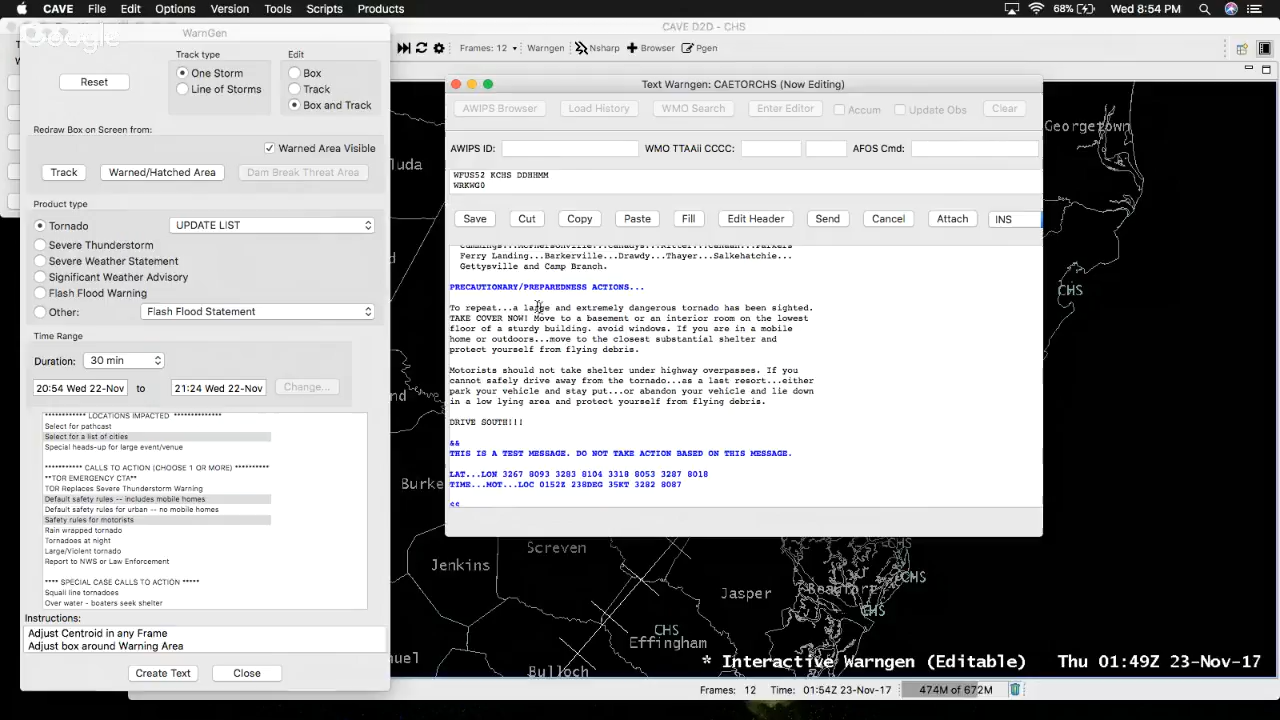 CAVE File Edit Options Version Tools Scripts Products
68% Wed 8:54 PM
Google
WarnGen
CAVE D2D - CHS
Track type
Edit
One Storm
Box
Line of Storms
Track
Box and Track
Reset
Redraw Box on Screen from:
Warned Area Visible
Track
Warned/Hatched Area
Dam Break Threat Area
Product type
Tornado
UPDATE LIST
Severe Thunderstorm
Severe Weather Statement
Significant Weather Advisory
Flash Flood Warning
Other:
Flash Flood Statement
Time Range
Duration:
30 min
20:54 Wed 22-Nov
to
21:24 Wed 22-Nov
Change...
************ LOCATIONS IMPACTED **************
Select for pathcast
Select for a list of cities
Special heads-up for large event/venue
********** CALLS TO ACTION (CHOOSE 1 OR MORE) **********
**TOR EMERGENCY CTA**
TOR Replaces Severe Thunderstorm Warning
Default safety rules -- includes mobile homes
Default safety rules for urban -- no mobile homes
Safety rules for motorists
Rain wrapped tornado
Tornadoes at night
Large/Violent tornado
Report to NWS or Law Enforcement
**** SPECIAL CASE CALLS TO ACTION *****
Squall line tornadoes
Over water - boaters seek shelter
Instructions:
Adjust Centroid in any Frame
Adjust box around Warning Area
Create Text
Close
Frames: 12
Warngen
Nsharp
Browser
Pgen
Text Warngen: CAETORCHS (Now Editing)
AWIPS Browser
Load History
WMO Search
Enter Editor
Accum
Update Obs
Clear
AWIPS ID:
WMO TTAAii CCCC:
AFOS Cmd:
WFUS52 KCHS DDHHMM
WRKWG0
Save
Cut
Copy
Paste
Fill
Edit Header
Send
Cancel
Attach
INS
Cummings...McPhersonville...Canadys...Ritter...Canaan...Parkers
Ferry Landing...Barkerville...Drawdy...Thayer...Salkehatchie...
Gettysville and Camp Branch.
PRECAUTIONARY/PREPAREDNESS ACTIONS...
To repeat...a large and extremely dangerous tornado has been sighted.
TAKE COVER NOW! Move to a basement or an interior room on the lowest
floor of a sturdy building. avoid windows. If you are in a mobile
home or outdoors...move to the closest substantial shelter and
protect yourself from flying debris.
Motorists should not take shelter under highway overpasses. If you
cannot safely drive away from the tornado...as a last resort...either
park your vehicle and stay put...or abandon your vehicle and lie down
in a low lying area and protect yourself from flying debris.
DRIVE SOUTH!!!
&&
THIS IS A TEST MESSAGE. DO NOT TAKE ACTION BASED ON THIS MESSAGE.
LAT...LON 3267 8093 3283 8104 3318 8053 3287 8018
TIME...MOT...LOC 0152Z 238DEG 35KT 3282 8087
Georgetown
CHS
Burke
Screven
Jenkins
Jasper
Beaufort
CHS
CHS
CHS
Effingham
Bulloch
* Interactive Warngen (Editable) Thu 01:49Z 23-Nov-17
Frames: 12
Time: 01:54Z 23-Nov-17
474M of 672M